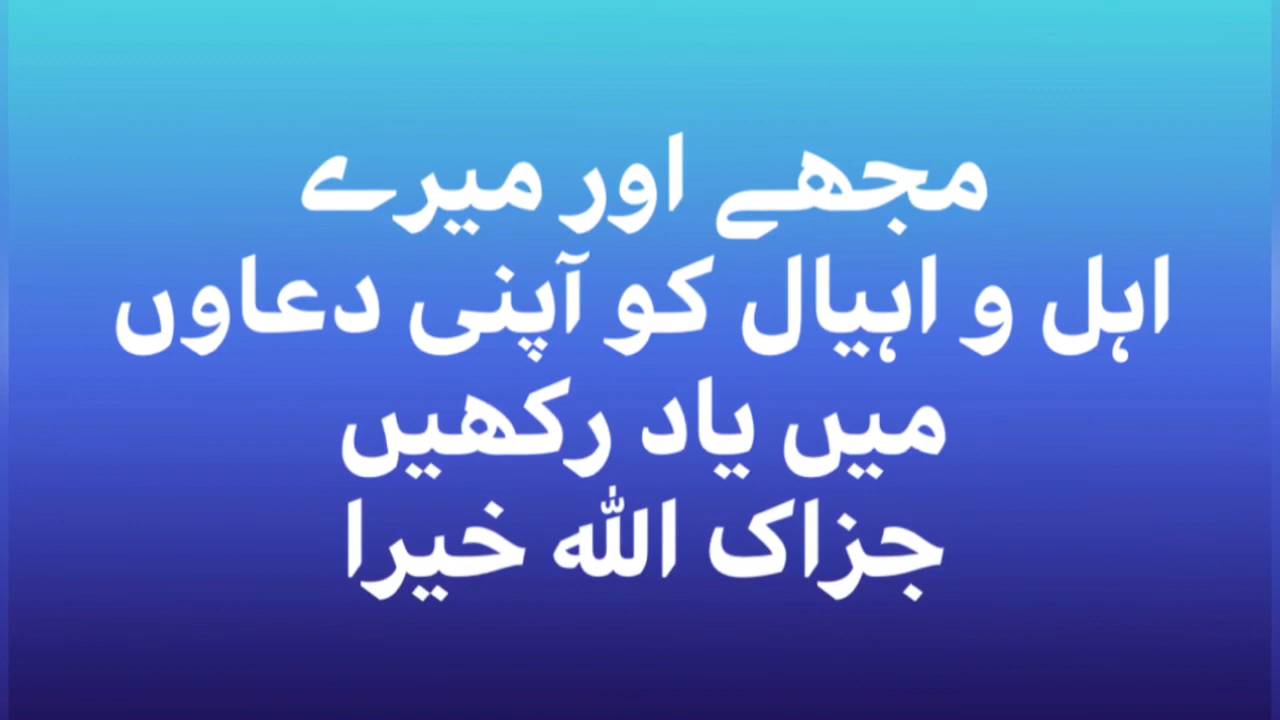 مجھے اور میرے
اہل و اہیال کو آپنی دعاوں
میں یاد رکھیں
جزاک اللہ خیرا